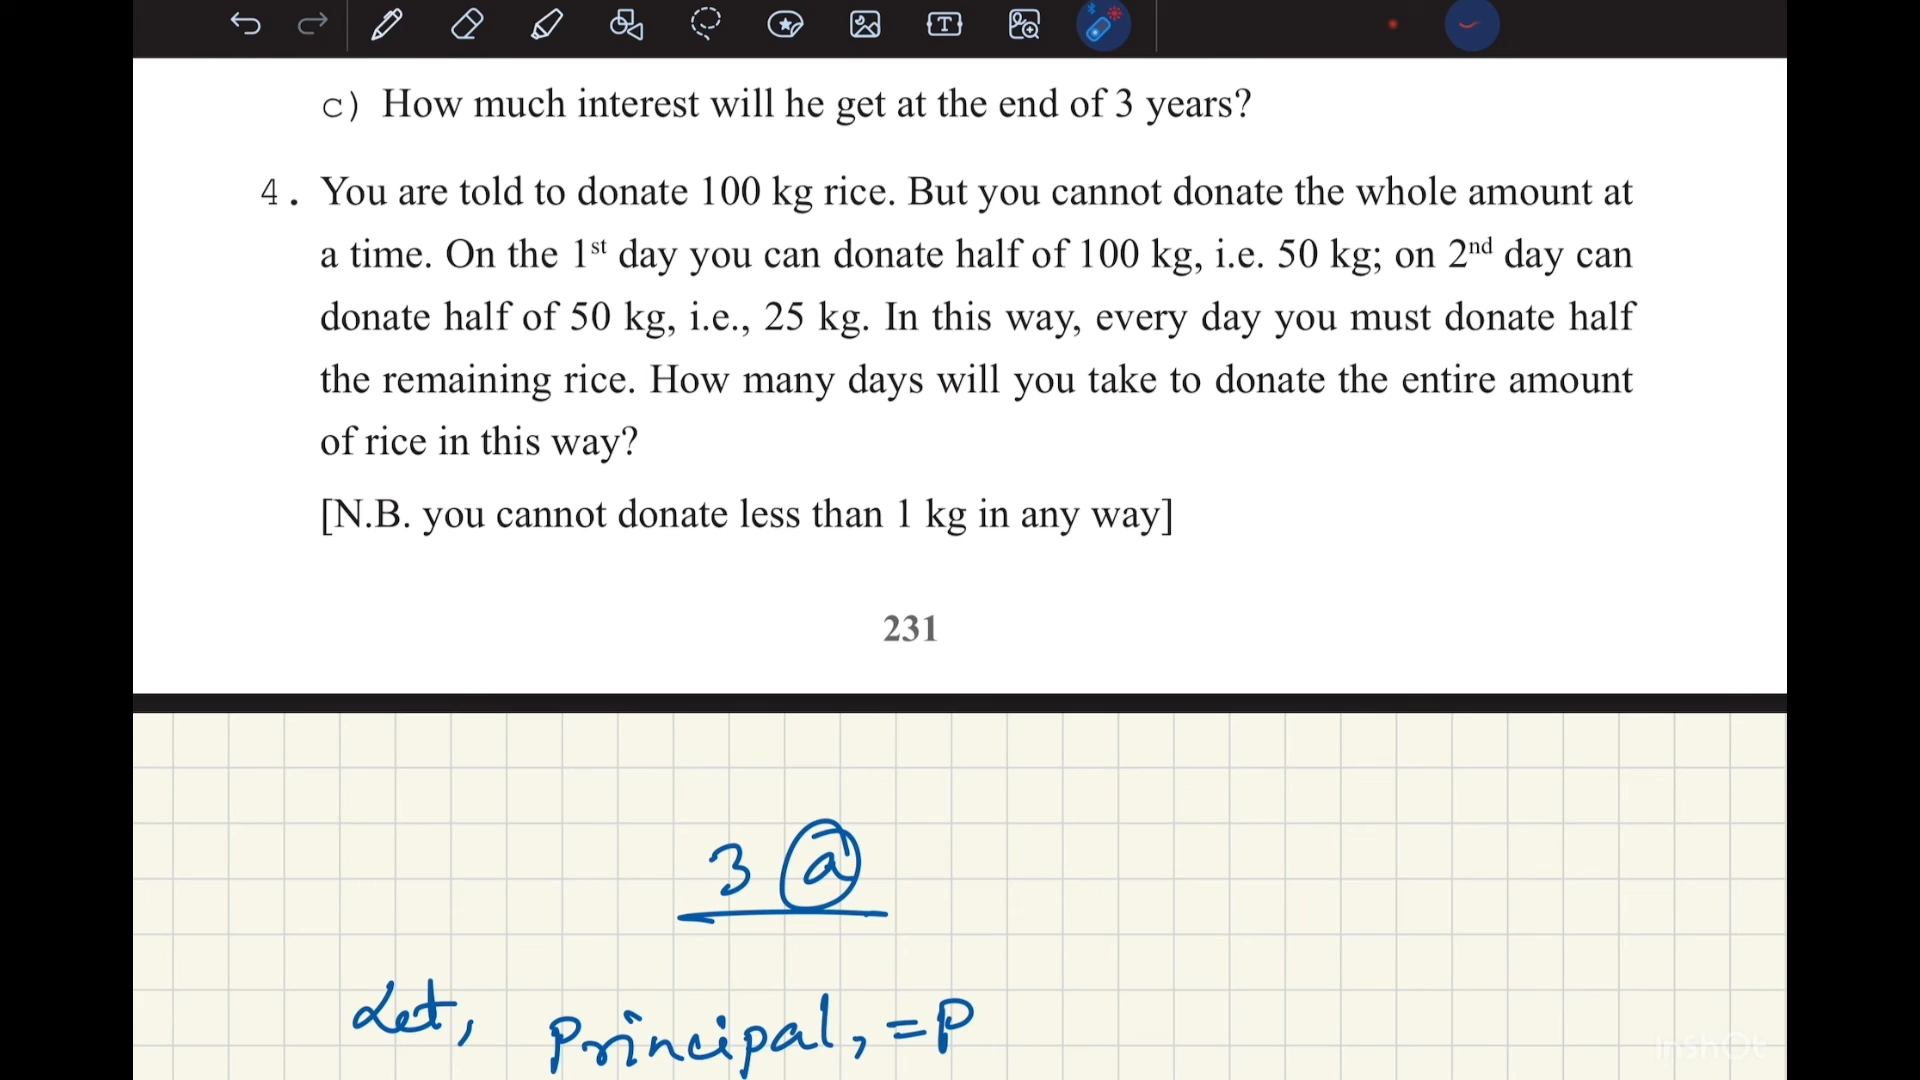 c) How much interest will he get at the end of 3 years?
4. You are told to donate 100 kg rice. But you cannot donate the whole amount at
a time. On the 1st day you can donate half of 100 kg, i.e. 50 kg; on 2nd day can
donate half of 50 kg, i.e., 25 kg. In this way, every day you must donate half
the remaining rice. How many days will you take to donate the entire amount
of rice in this way?
[N.B. you cannot donate less than 1 kg in any way]
231
3 a
Let, Principal, = P
InShOt